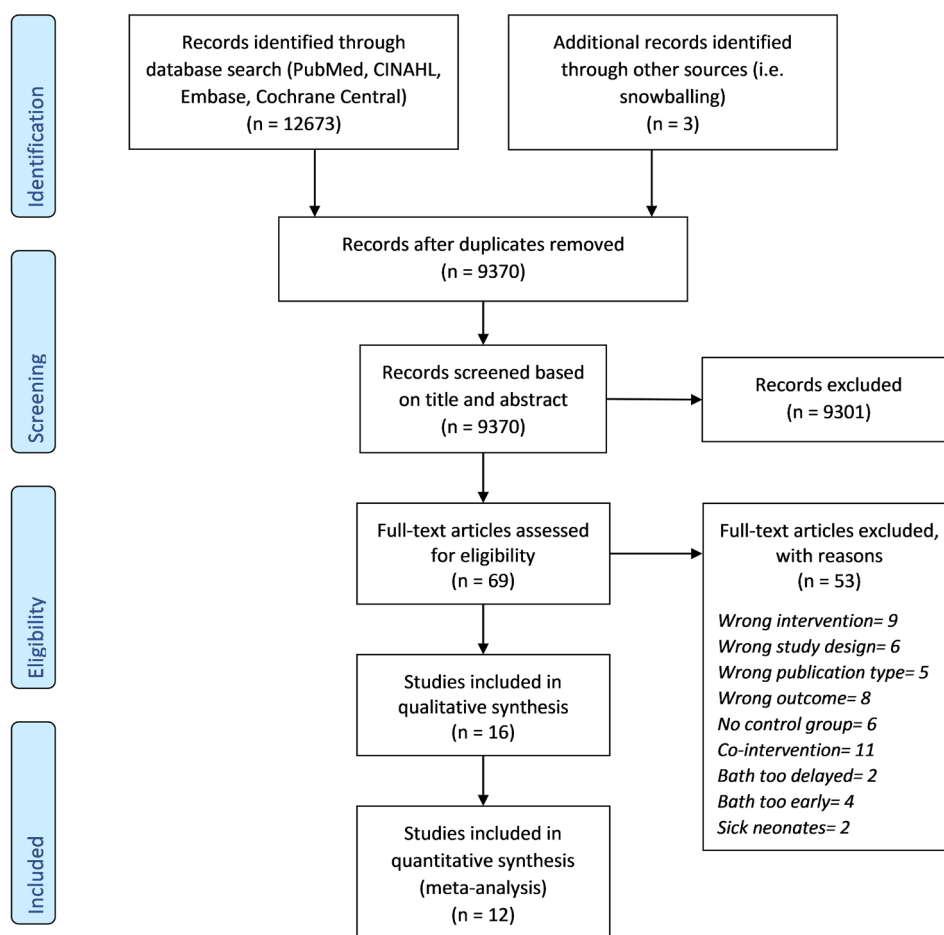 Identification
Records identified through
database search (PubMed, CINAHL,
Embase, Cochrane Central)
(n = 12673)
Additional records identified
through other sources (i.e.
snowballing)
(n = 3)
Records after duplicates removed
(n = 9370)
Screening
Records screened based
on title and abstract
(n = 9370)
Records excluded
(n = 9301)
Eligibility
Full-text articles assessed
for eligibility
(n = 69)
Full-text articles excluded,
with reasons
(n = 53)
Wrong intervention= 9
Wrong study design= 6
Wrong publication type= 5
Wrong outcome= 8
No control group= 6
Co-intervention= 11
Bath too delayed= 2
Bath too early= 4
Sick neonates= 2
Studies included in
qualitative synthesis
(n = 16)
Included
Studies included in
quantitative synthesis
(meta-analysis)
(n = 12)